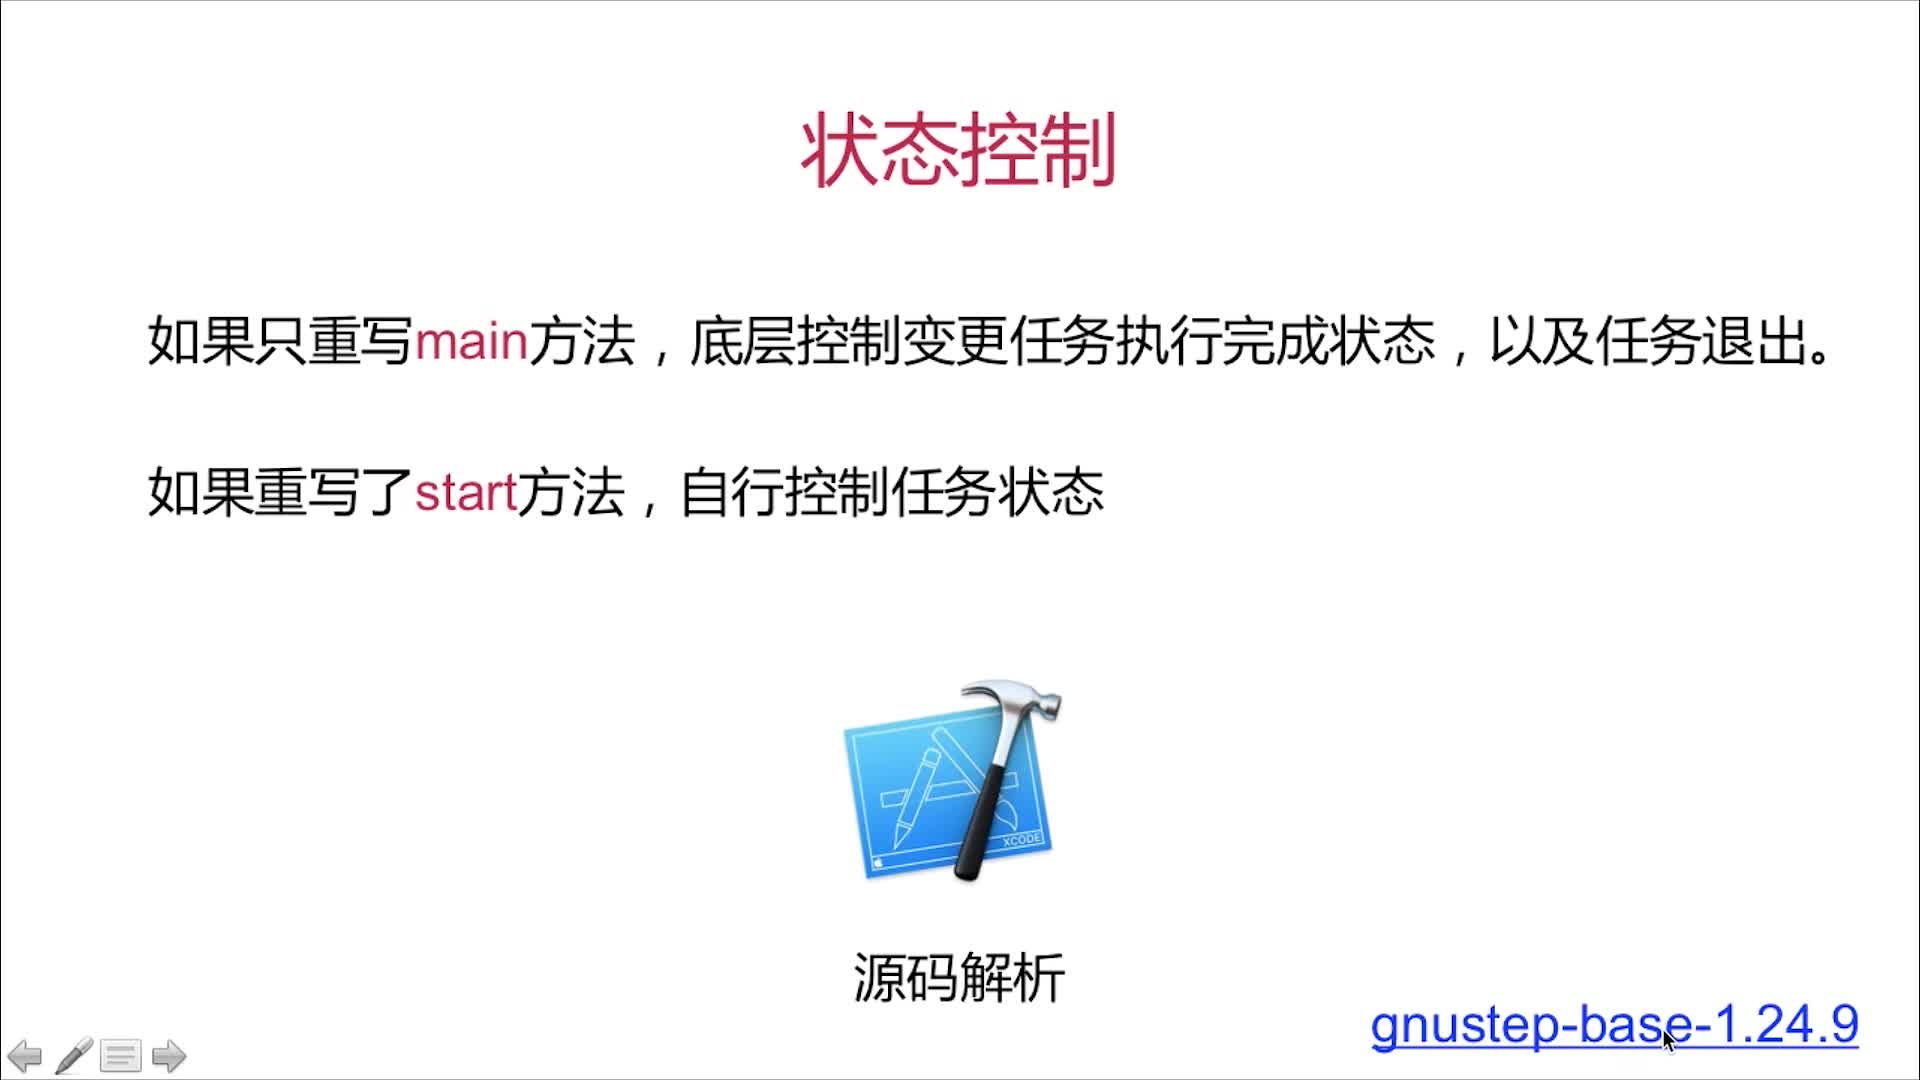 状态控制
如果只重写main方法，底层控制变更任务执行完成状态，以及任务退出。
如果重写了start方法，自行控制任务状态
XCODE
源码解析
gnustep-base-1.24.9